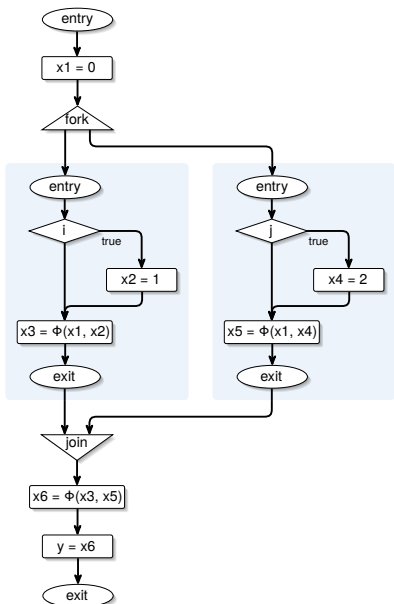 entry
x1 = 0
fork
entry
i
true
x2 = 1
x3 = Φ(x1, x2)
exit
entry
j
true
x4 = 2
x5 = Φ(x1, x4)
exit
join
x6 = Φ(x3, x5)
y = x6
exit